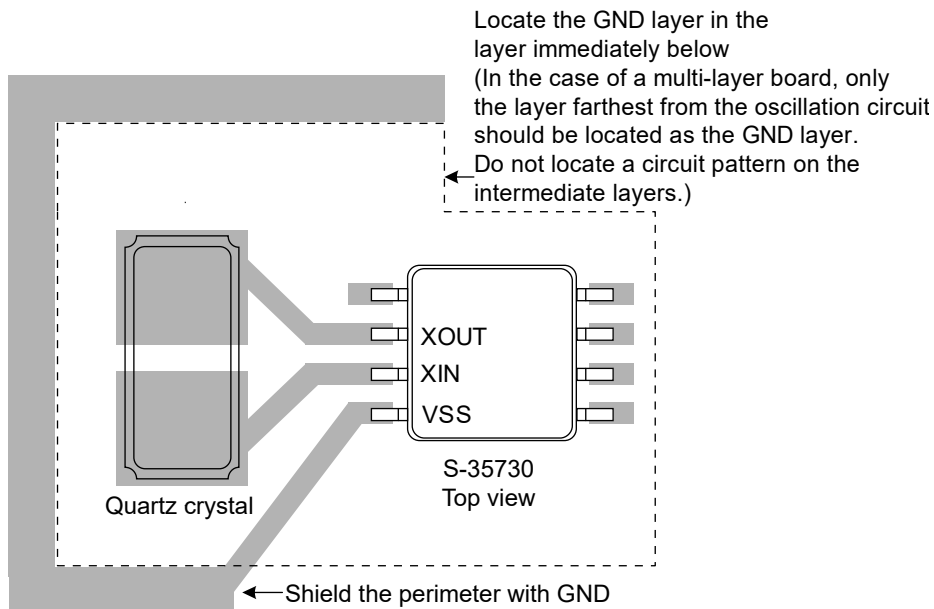 Locate the GND layer in the
layer immediately below
(In the case of a multi-layer board, only
the layer farthest from the oscillation circuit
should be located as the GND layer.
Do not locate a circuit pattern on the
intermediate layers.)
XOUT
XIN
VSS
S-35730
Top view
Quartz crystal
Shield the perimeter with GND